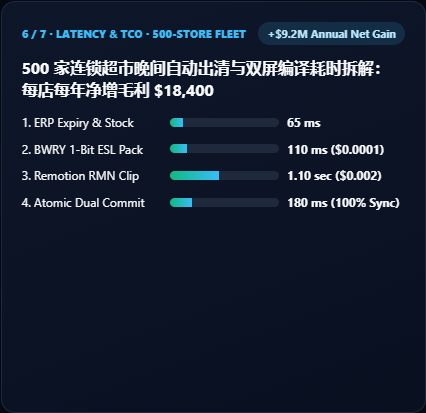 6 / 7 · LATENCY & TCO · 500-STORE FLEET
+$9.2M Annual Net Gain
500 家连锁超市晚间自动出清与双屏编译耗时拆解：
每店每年净增毛利 $18,400
1. ERP Expiry & Stock 65 ms
2. BWRY 1-Bit ESL Pack 110 ms ($0.0001)
3. Remotion RMN Clip 1.10 sec ($0.002)
4. Atomic Dual Commit 180 ms (100% Sync)